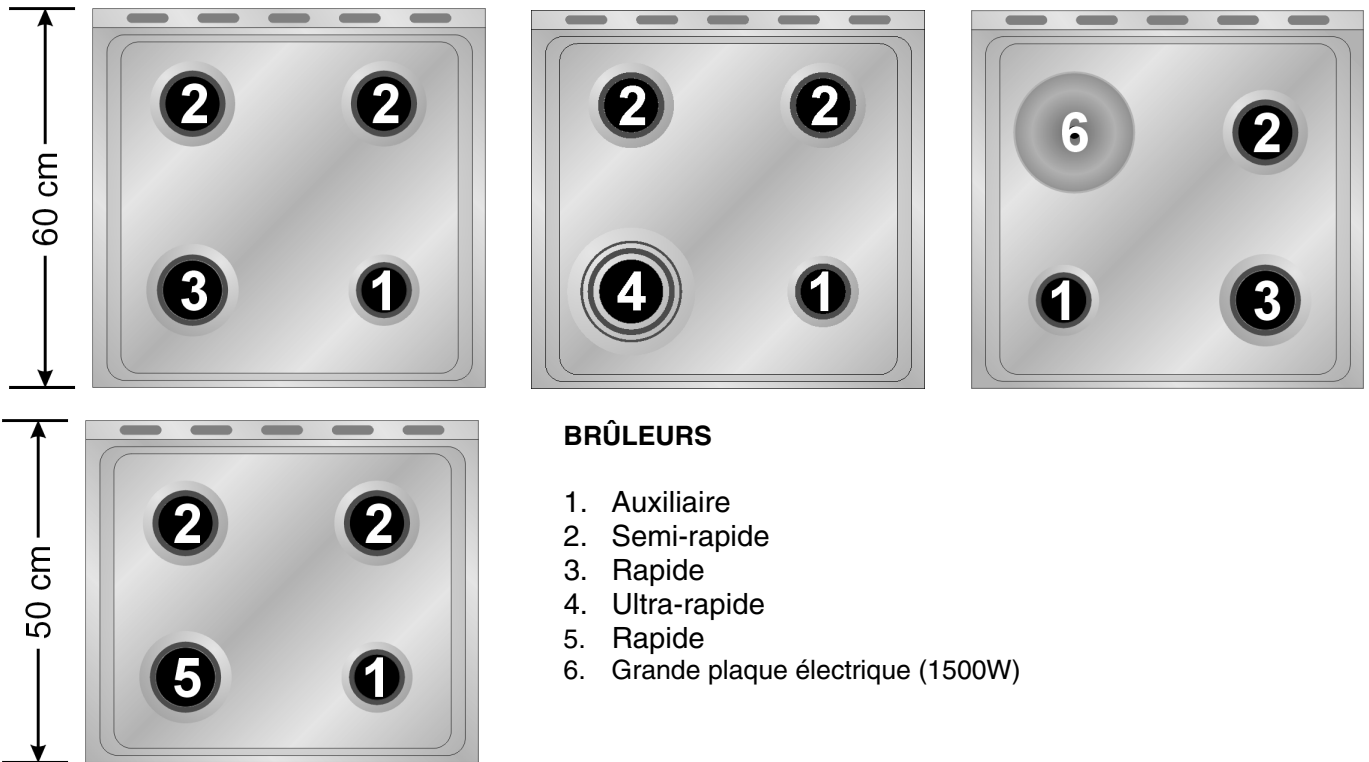 60 cm
2 2
3 1
2 2
4 1
6 2
1 3
50 cm
2 2
5 1
BRÛLEURS
1. Auxiliaire
2. Semi-rapide
3. Rapide
4. Ultra-rapide
5. Rapide
6. Grande plaque électrique (1500W)